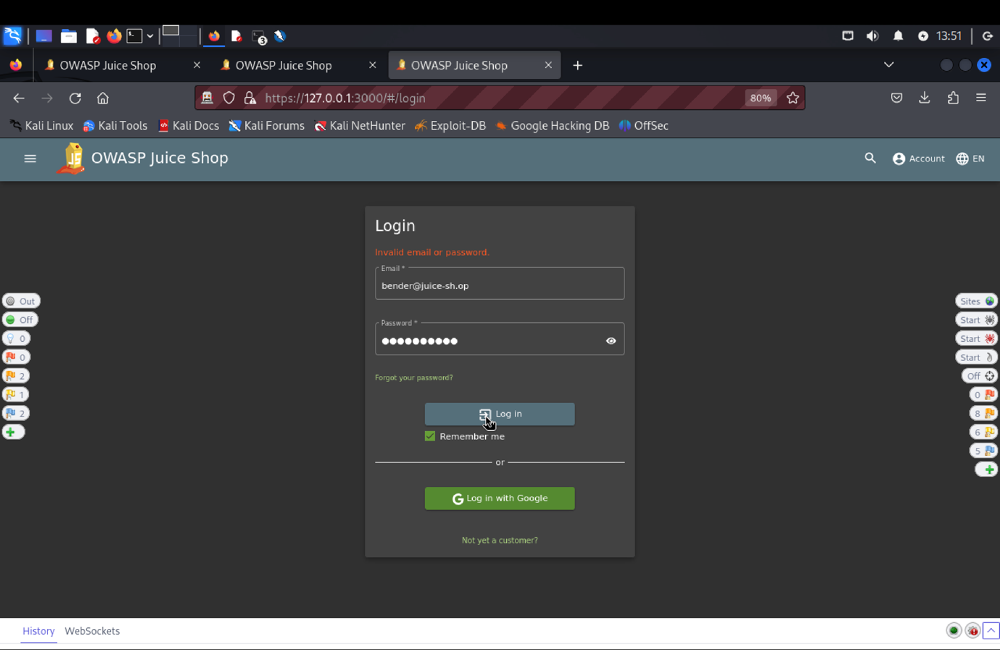 3
13:51
OWASP Juice Shop
OWASP Juice Shop
OWASP Juice Shop
https://127.0.0.1:3000/#/login
80%
Kali Linux
Kali Tools
Kali Docs
Kali Forums
Kali NetHunter
Exploit-DB
Google Hacking DB
OffSec
JS
OWASP Juice Shop
Account
EN
Login
Invalid email or password.
Email *
bender@juice-sh.op
Password *
Forgot your password?
Log in
Remember me
or
G Log in with Google
Not yet a customer?
Out
Off
0
0
2
1
2
Sites
Start
Start
Start
Off
0
8
6
5
History
WebSockets